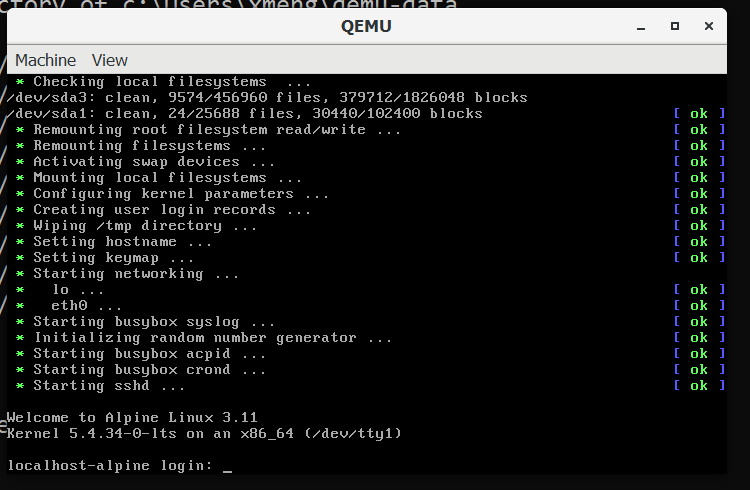 ctory of c:\users\xmeng\qemu-data
QEMU
Machine View
* Checking local filesystems ...
/dev/sda3: clean, 9574/456960 files, 379712/1826048 blocks
/dev/sda1: clean, 24/25688 files, 30440/102400 blocks [ ok ]
* Remounting root filesystem read/write ... [ ok ]
* Remounting filesystems ... [ ok ]
* Activating swap devices ... [ ok ]
* Mounting local filesystems ... [ ok ]
* Configuring kernel parameters ... [ ok ]
* Creating user login records ... [ ok ]
* Wiping /tmp directory ... [ ok ]
* Setting hostname ... [ ok ]
* Setting keymap ... [ ok ]
* Starting networking ...
* lo ... [ ok ]
* eth0 ... [ ok ]
* Starting busybox syslog ... [ ok ]
* Initializing random number generator ... [ ok ]
* Starting busybox acpid ... [ ok ]
* Starting busybox crond ... [ ok ]
* Starting sshd ... [ ok ]
Welcome to Alpine Linux 3.11
Kernel 5.4.34-0-lts on an x86_64 (/dev/tty1)
localhost-alpine login: _